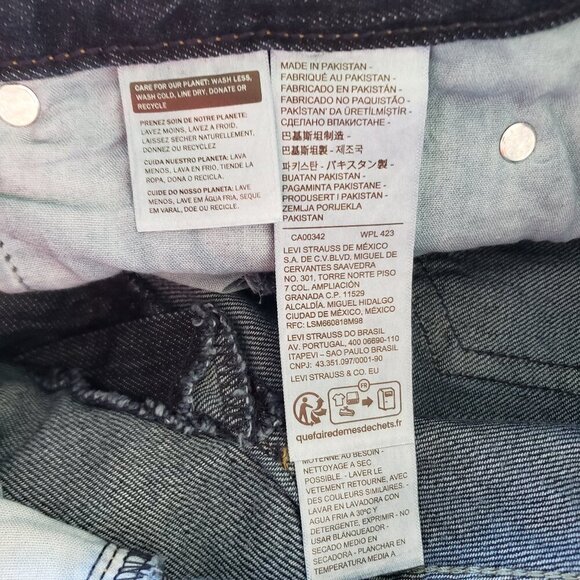 CARE FOR OUR PLANET: WASH LESS,
WASH COLD, LINE DRY, DONATE OR
RECYCLE
PRENEZ SOIN DE NOTRE PLANETE:
LAVEZ MOINS, LAVEZ A FROID,
LAISSEZ SÉCHER NATURELLEMENT,
DONNEZ OU RECYCLEZ
CUIDA NUESTRO PLANETA: LAVA
MENOS, LAVA EN FRIO, TIENDE LA
ROPA, DONA O RECICLA.
CUIDE DO NOSSO PLANETA: LAVE
MENOS, LAVE EM ÁGUA FRIA, SEQUE
EM VARAL, DOE OU RECICLE.
MADE IN PAKISTAN -
FABRIQUÉ AU PAKISTAN -
FABRICADO EN PAKISTÁN -
FABRICADO NO PAQUISTÃO -
PAKİSTAN'DA ÜRETİLMİŞTİR -
СДЕЛАНО ВПАКИСТАНЕ -
巴基斯坦制造 -
巴基斯坦製 - 제조국
파키스탄 - パキスタン製 -
BUATAN PAKISTAN -
PAGAMINTA PAKISTANE -
PRODUSERT I PAKISTAN -
ZEMLJA PORIJEKLA
PAKISTAN
CA00342 WPL 423
LEVI STRAUSS DE MÉXICO
S.A. DE C.V.BLVD, MIGUEL DE
CERVANTES SAAVEDRA
NO. 301, TORRE NORTE PISO
7 COL. AMPLIACIÓN
GRANADA C.P. 11529
ALCALDÍA. MIGUEL HIDALGO
CIUDAD DE MÉXICO, MÉXICO
RFC: LSM660818M98
LEVI STRAUSS DO BRASIL
AV. PORTUGAL, 400 06690-110
ITAPEVI – SAO PAULO BRASIL
CNPJ: 43.351.097/0001-90
LEVI STRAUSS & CO. EU
FR
quefairedemesdechets.fr
MOYENNE AU BESOIN -
NETTOYAGE A SEC
POSSIBLE. - LAVER LE
VETEMENT RETOURNE, AVEC
DES COULEURS SIMILAIRES.
LAVAR EN LAVADORA CON
AGUA FRIA A 30ºC Y
DETERGENTE, EXPRIMIR - NO
USAR BLANQUEADOR - SECAR EN
SECADORA - PLANCHAR EN
TEMPERATURA MEDIA A